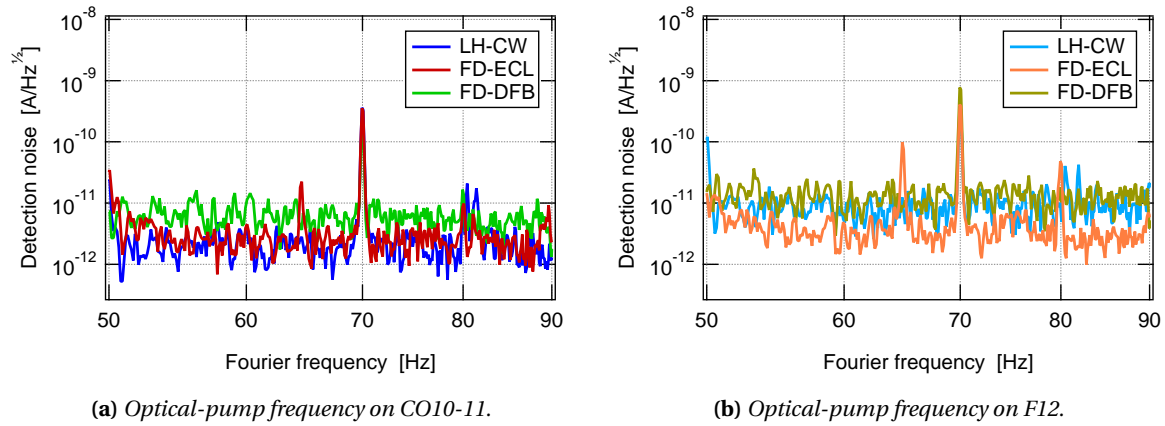 10^-8
10^-9
10^-10
10^-11
10^-12
Detection noise [A/Hz^½]
LH-CW
FD-ECL
FD-DFB
50
60
70
80
90
Fourier frequency [Hz]
(a) Optical-pump frequency on CO10-11.
10^-8
10^-9
10^-10
10^-11
10^-12
Detection noise [A/Hz^½]
LH-CW
FD-ECL
FD-DFB
50
60
70
80
90
Fourier frequency [Hz]
(b) Optical-pump frequency on F12.